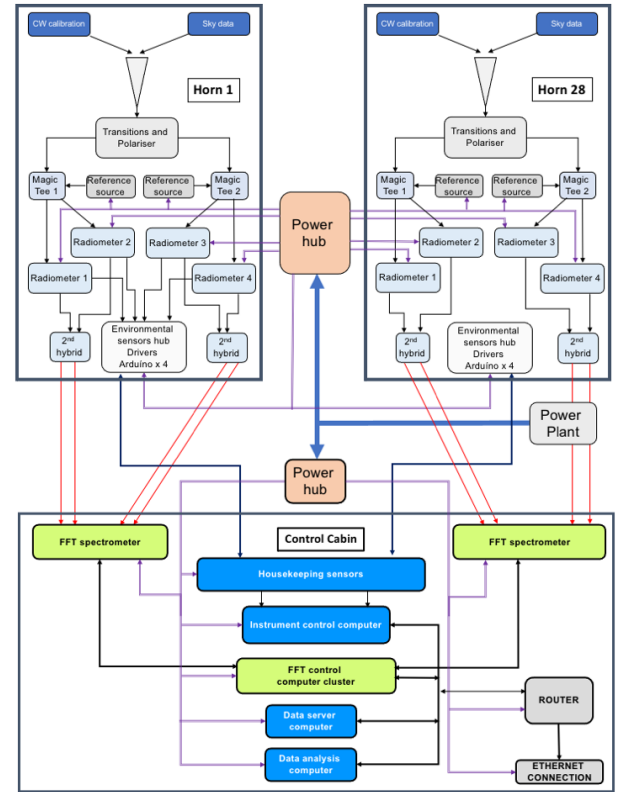 CW calibration
Sky data
Horn 1
Transitions and
Polariser
Magic
Tee 1
Reference
source
Reference
source
Magic
Tee 2
Radiometer 2
Radiometer 3
Radiometer 1
Radiometer 4
2nd
hybrid
Environmental
sensors hub
Drivers
Arduíno x 4
2nd
hybrid
Power
hub
CW calibration
Sky data
Horn 28
Transitions and
Polariser
Magic
Tee 1
Reference
source
Reference
source
Magic
Tee 2
Radiometer 2
Radiometer 3
Radiometer 1
Radiometer 4
2nd
hybrid
Environmental
sensors hub
Drivers
Arduíno x 4
2nd
hybrid
Power
Plant
Power
hub
Control Cabin
FFT spectrometer
FFT spectrometer
Housekeeping sensors
Instrument control computer
FFT control
computer cluster
Data server
computer
Data analysis
computer
ROUTER
ETHERNET
CONNECTION